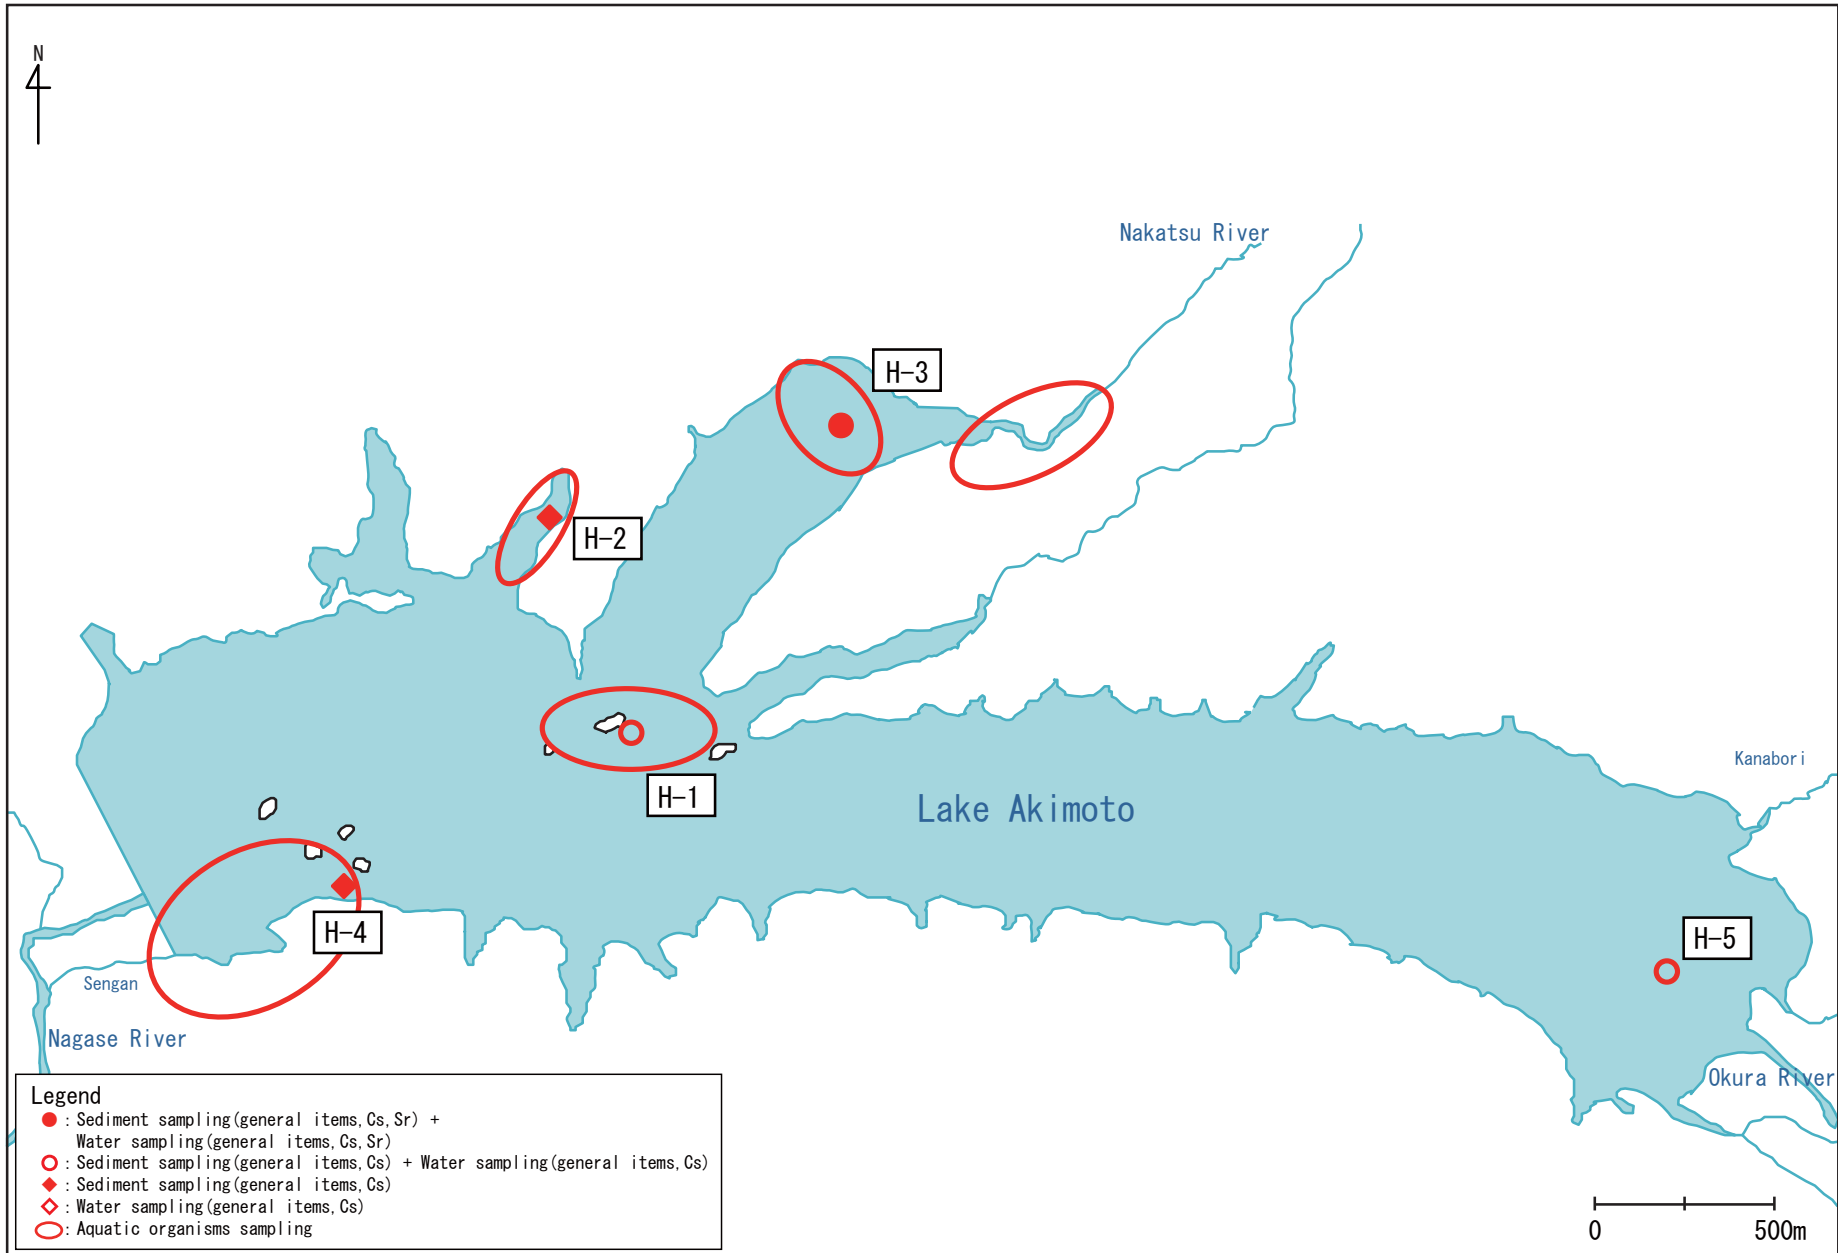 N
Nakatsu River
H-3
H-2
H-1
Kanabori
Lake Akimoto
H-4
H-5
Sengan
Nagase River
Okura River
Legend
: Sediment sampling(general items,Cs,Sr) +
Water sampling(general items,Cs,Sr)
: Sediment sampling(general items,Cs) + Water sampling(general items,Cs)
: Sediment sampling(general items,Cs)
: Water sampling(general items,Cs)
: Aquatic organisms sampling
0 500m